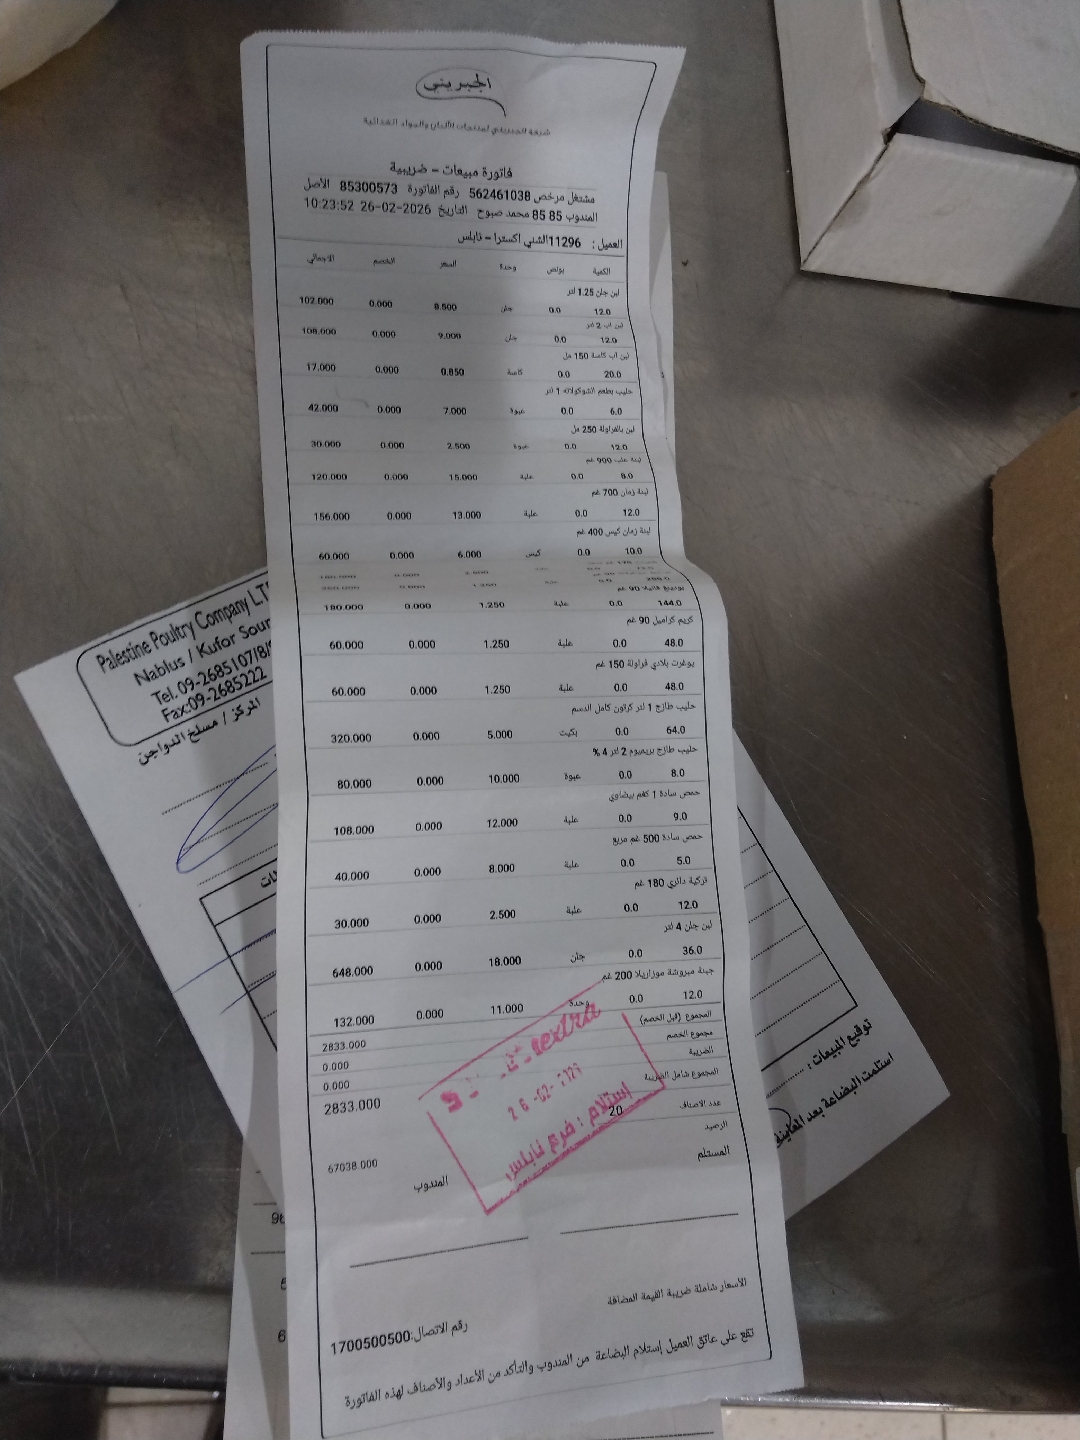 الجبريني
شركة الجبريني لمنتجات الألبان والمواد الغذائية
فاتورة مبيعات - ضريبية
مشتغل مرخص 562461038 رقم الفاتورة 85300573 الأصل
المندوب 85 85 محمد صبوح التاريخ 26-02-2026 10:23:52
العميل : 11296الشني اكسترا - نابلس
الكمية بونص وحدة السعر الخصم الاجمالي
لبن جان 1.25 لتر
12.0 0.0 جان 8.500 0.000 102.000
لبن اب 2 لتر
12.0 0.0 جان 9.000 0.000 108.000
لبن اب كاسة 150 مل
20.0 0.0 كاسة 0.850 0.000 17.000
حليب بطعم الشوكولاته 1 لتر
6.0 0.0 عبوة 7.000 0.000 42.000
لبن بالفراولة 250 مل
12.0 0.0 عبوة 2.500 0.000 30.000
لبنة علب 900 غم
8.0 0.0 علبة 15.000 0.000 120.000
لبنة زمان 700 غم
12.0 0.0 علبة 13.000 0.000 156.000
لبنة زمان كيس 400 غم
10.0 0.0 كيس 6.000 0.000 60.000
90 غم
144.0 0.0 علبة 1.250 0.000 180.000
كريم كراميل 90 غم
48.0 0.0 علبة 1.250 0.000 60.000
يوغرت بلادي فراولة 150 غم
48.0 0.0 علبة 1.250 0.000 60.000
حليب طازج 1 لتر كرتون كامل الدسم
64.0 0.0 بكيت 5.000 0.000 320.000
حليب طازج بريميوم 2 لتر 4 %
8.0 0.0 عبوة 10.000 0.000 80.000
حمص سادة 1 كغم بيضاوي
9.0 0.0 علبة 12.000 0.000 108.000
حمص سادة 500 غم مربع
5.0 0.0 علبة 8.000 0.000 40.000
تركية دائري 180 غم
12.0 0.0 علبة 2.500 0.000 30.000
لبن جان 4 لتر
36.0 0.0 جان 18.000 0.000 648.000
جبنة مبروشة موزاريلا 200 غم
12.0 0.0 وحدة 11.000 0.000 132.000
المجموع (قبل الخصم) 2833.000
مجموع الخصم 0.000
الضريبة 0.000
المجموع شامل الضريبة 2833.000
عدد الاصناف 20
الرصيد 67038.000
المستلم المندوب
extra
26-02-
إستلام : فرع نابلس
الأسعار شاملة ضريبة القيمة المضافة
رقم الاتصال:1700500500
تقع على عاتق العميل إستلام البضاعة من المندوب والتأكد من الأعداد والأصناف لهذه الفاتورة
Palestine Poultry Company LT
Nablus / Kufor Sour
Tel. 09-2685107/8/
Fax:09-2685222
المركز / مسلخ الدواجن
توقيع المبيعات :
استلمت البضاعة بعد المعاينة